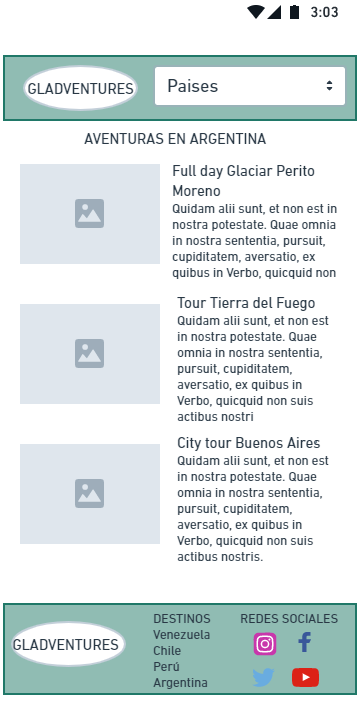 3:03
GLADVENTURES
Paises
AVENTURAS EN ARGENTINA
Full day Glaciar Perito
Moreno
Quidam alii sunt, et non est in
nostra potestate. Quae omnia
in nostra sententia, pursuit,
cupiditatem, aversatio, ex
quibus in Verbo, quicquid non
Tour Tierra del Fuego
Quidam alii sunt, et non est
in nostra potestate. Quae
omnia in nostra sententia,
pursuit, cupiditatem,
aversatio, ex quibus in
Verbo, quicquid non suis
actibus nostri
City tour Buenos Aires
Quidam alii sunt, et non est
in nostra potestate. Quae
omnia in nostra sententia,
pursuit, cupiditatem,
aversatio, ex quibus in
Verbo, quicquid non suis
actibus nostris.
GLADVENTURES
DESTINOS
Venezuela
Chile
Perú
Argentina
REDES SOCIALES